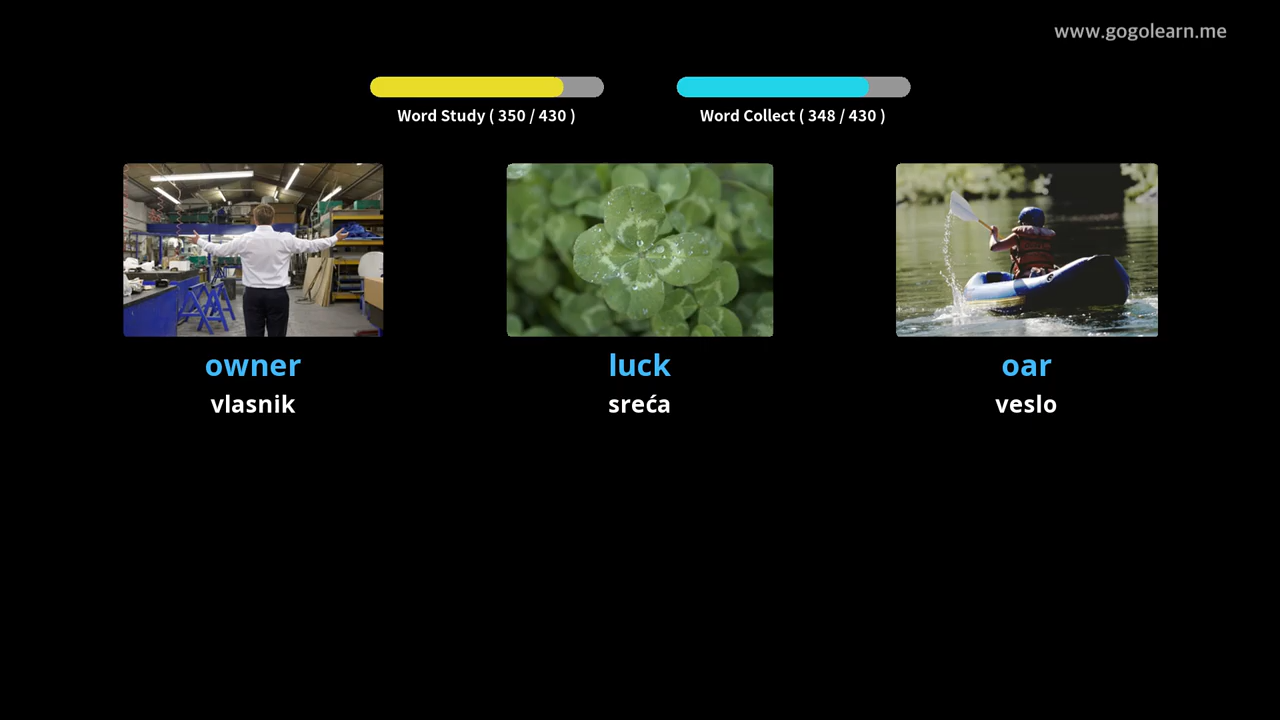 www.gogolearn.me
Word Study ( 350 / 430 )
Word Collect ( 348 / 430 )
owner
vlasnik
luck
sreća
oar
veslo